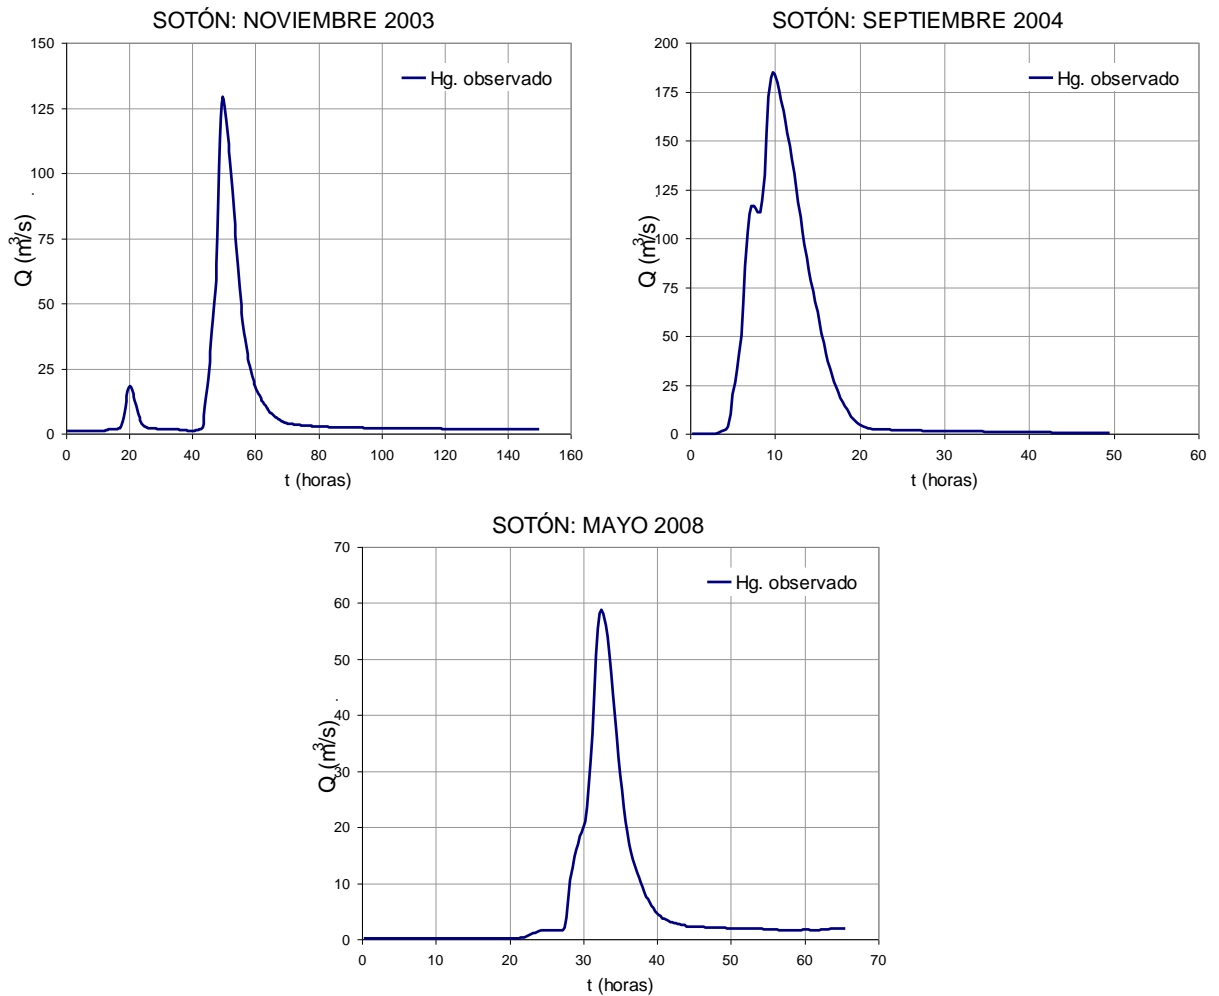 SOTÓN: NOVIEMBRE 2003
150
125
100
75
50
25
0
Q (m3/s)
Hg. observado
0 20 40 60 80 100 120 140 160
t (horas)
SOTÓN: SEPTIEMBRE 2004
200
175
150
125
100
75
50
25
0
Q (m3/s)
Hg. observado
0 10 20 30 40 50 60
t (horas)
SOTÓN: MAYO 2008
70
60
50
40
30
20
10
0
Q (m3/s)
Hg. observado
0 10 20 30 40 50 60 70
t (horas)